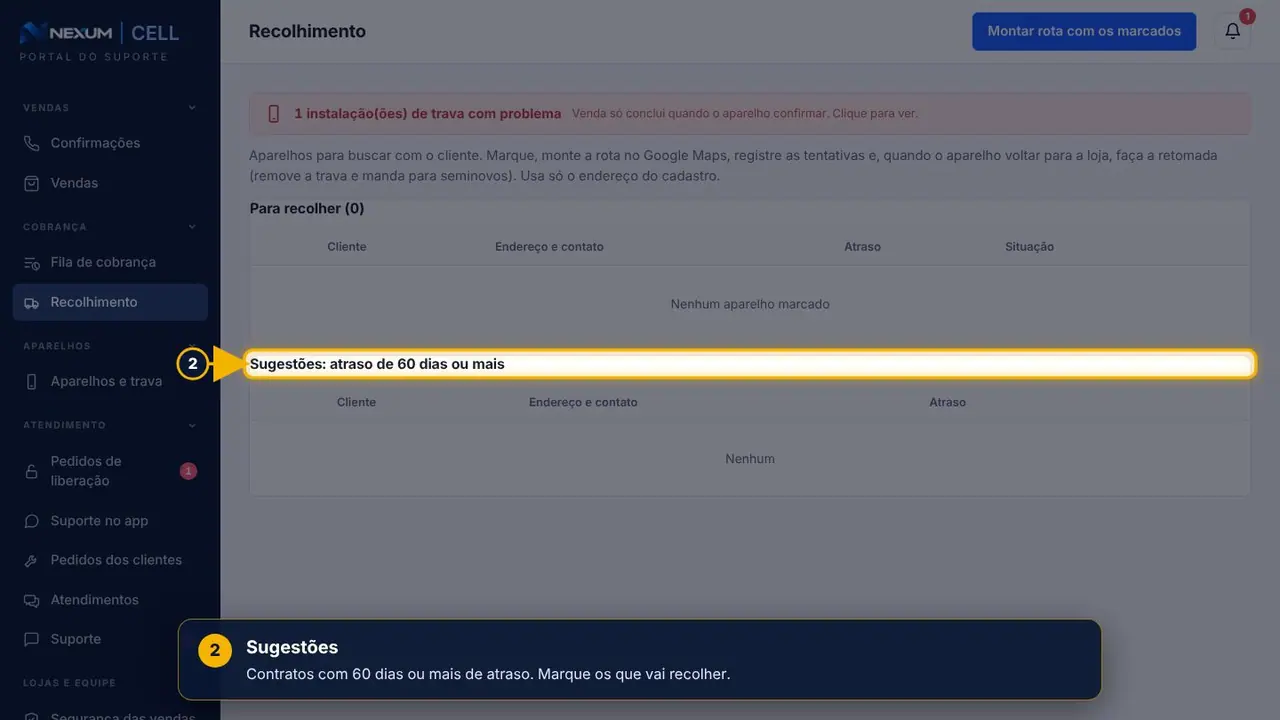 NEXUM | CELL
PORTAL DO SUPORTE
VENDAS
Confirmações
Vendas
COBRANÇA
Fila de cobrança
Recolhimento
APARELHOS
Aparelhos e trava
ATENDIMENTO
Pedidos de
liberação
1
Suporte no app
Pedidos dos clientes
Atendimentos
Suporte
LOJAS E EQUIPE
Segurança das vendas
Recolhimento
Montar rota com os marcados
1
1 instalação(ões) de trava com problema Venda só conclui quando o aparelho confirmar. Clique para ver.
Aparelhos para buscar com o cliente. Marque, monte a rota no Google Maps, registre as tentativas e, quando o aparelho voltar para a loja, faça a retomada
(remove a trava e manda para seminovos). Usa só o endereço do cadastro.
Para recolher (0)
Cliente Endereço e contato Atraso Situação
Nenhum aparelho marcado
2
Sugestões: atraso de 60 dias ou mais
Cliente Endereço e contato Atraso
Nenhum
2
Sugestões
Contratos com 60 dias ou mais de atraso. Marque os que vai recolher.